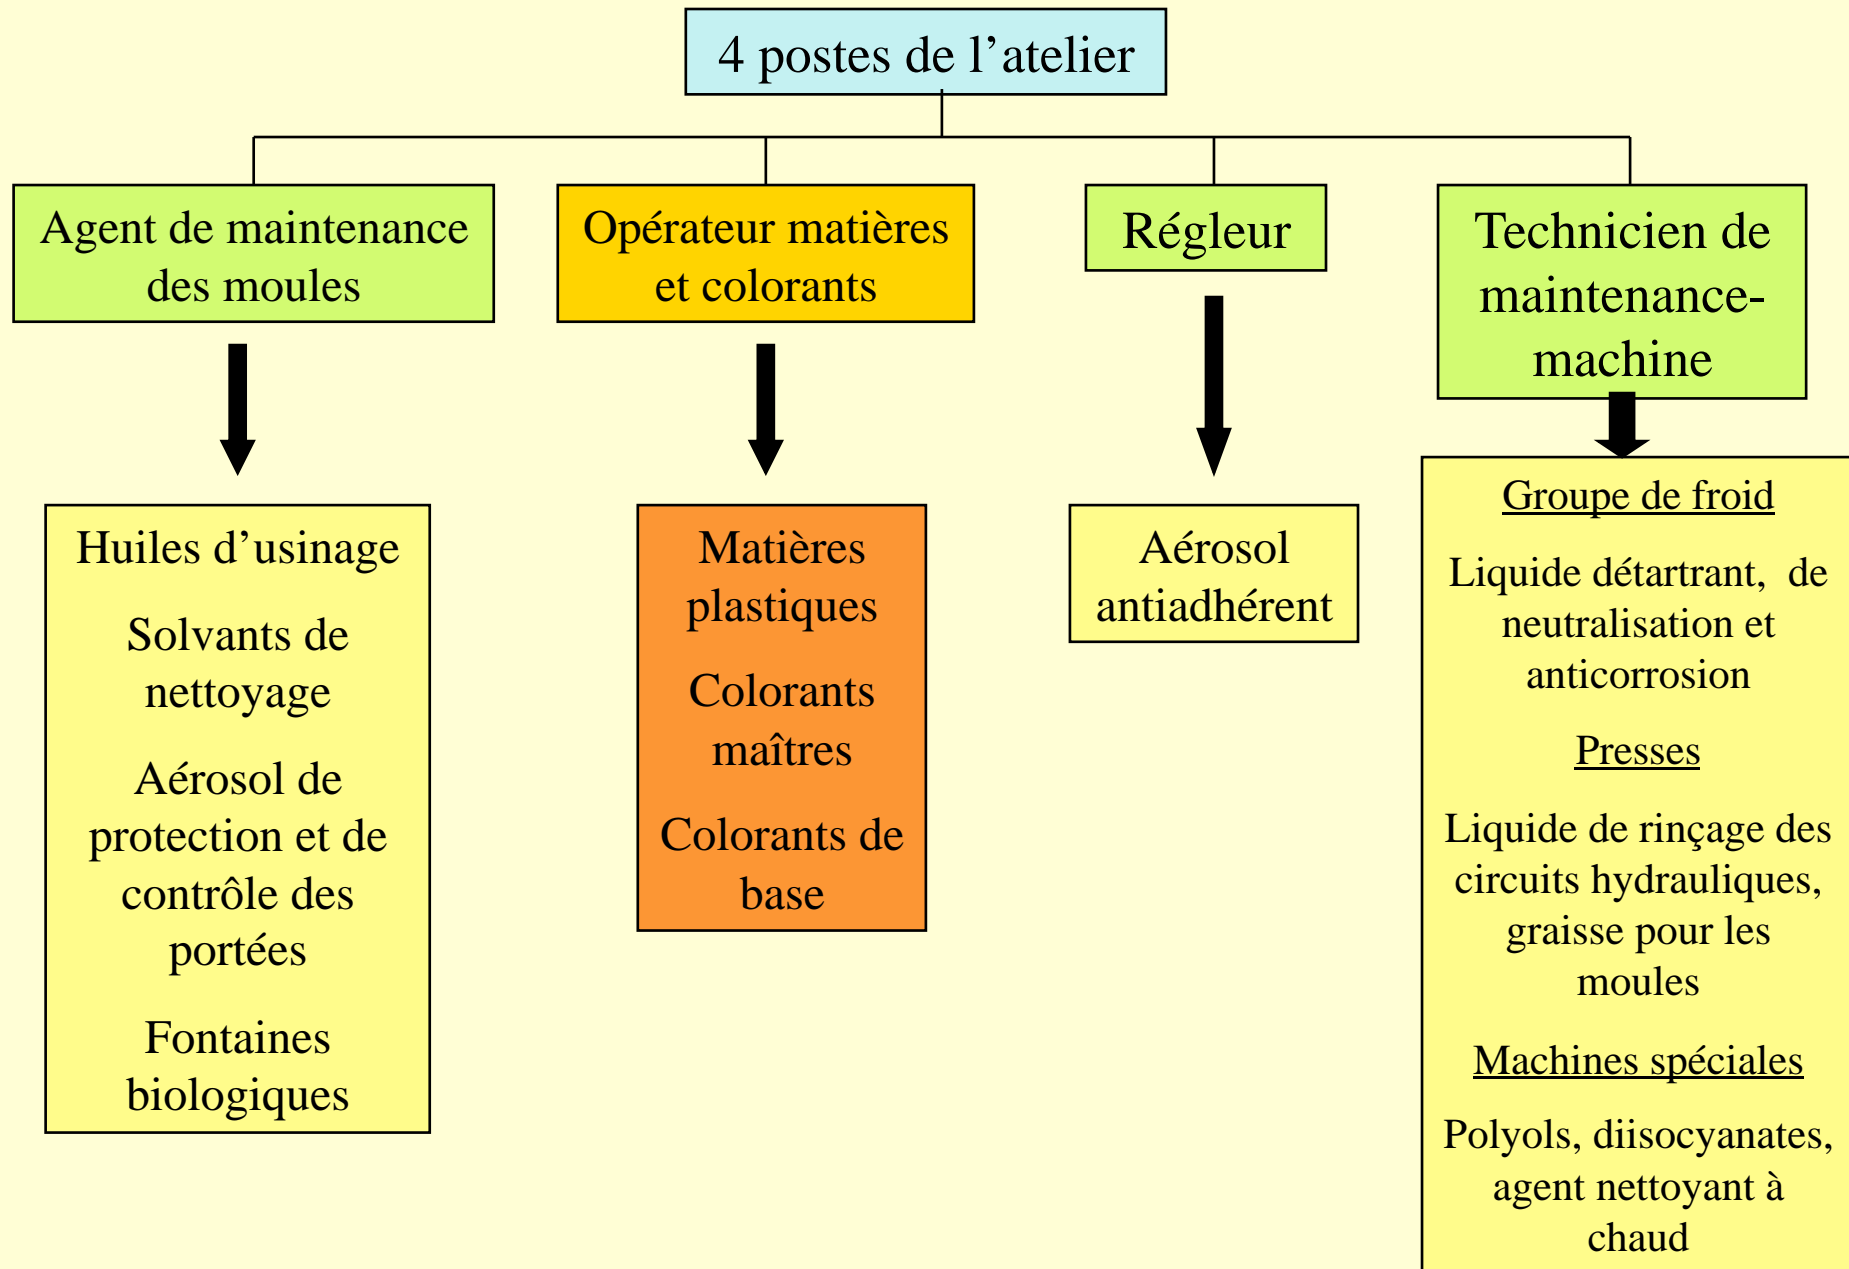 4 postes de l’atelier
Agent de maintenance
des moules
Opérateur matières
et colorants
Régleur
Technicien de
maintenance-
machine
Huiles d’usinage
Solvants de
nettoyage
Aérosol de
protection et de
contrôle des
portées
Fontaines
biologiques
Matières
plastiques
Colorants
maîtres
Colorants de
base
Aérosol
antiadhérent
Groupe de froid
Liquide détartrant,  de
neutralisation et
anticorrosion
Presses
Liquide de rinçage des
circuits hydrauliques,
graisse pour les
moules
Machines spéciales
Polyols, diisocyanates,
agent nettoyant à
chaud